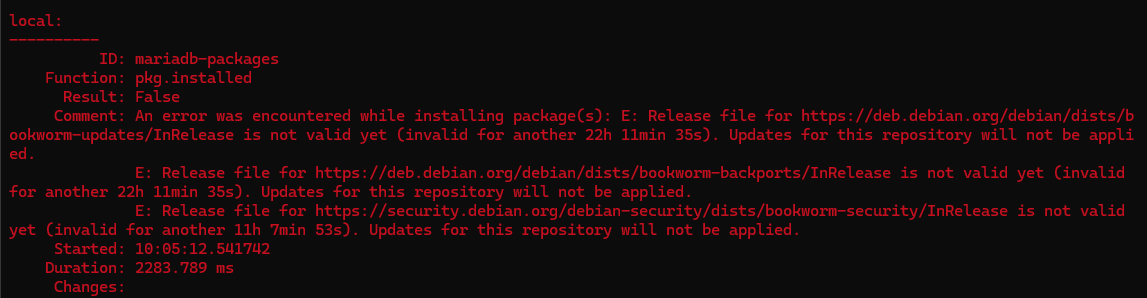 local:
----------
          ID: mariadb-packages
    Function: pkg.installed
      Result: False
     Comment: An error was encountered while installing package(s): E: Release file for https://deb.debian.org/debian/dists/b
ookworm-updates/InRelease is not valid yet (invalid for another 22h 11min 35s). Updates for this repository will not be appli
ed.
              E: Release file for https://deb.debian.org/debian/dists/bookworm-backports/InRelease is not valid yet (invalid
for another 22h 11min 35s). Updates for this repository will not be applied.
              E: Release file for https://security.debian.org/debian-security/dists/bookworm-security/InRelease is not valid
yet (invalid for another 11h 7min 53s). Updates for this repository will not be applied.
     Started: 10:05:12.541742
    Duration: 2283.789 ms
     Changes: